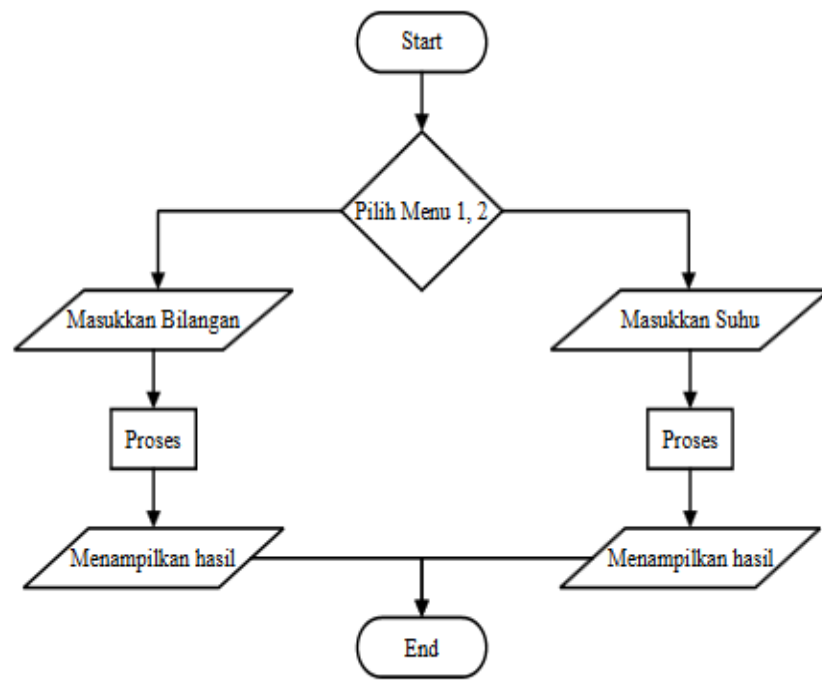 Start
Pilih Menu 1, 2
Masukkan Bilangan
Masukkan Suhu
Proses
Proses
Menampilkan hasil
Menampilkan hasil
End